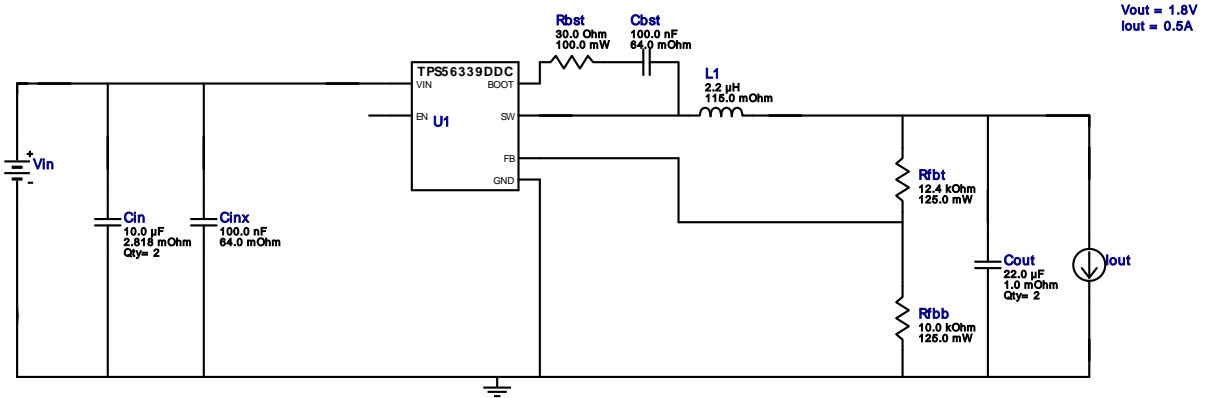 Vout = 1.8V
Iout = 0.5A
Rbst
30.0 Ohm
100.0 mW
Cbst
100.0 nF
64.0 mOhm
TPS56339DDC
VIN
BOOT
EN
U1
SW
FB
GND
L1
2.2 µH
115.0 mOhm
+
Vin
-
Cin
10.0 µF
2.818 mOhm
Qty= 2
Cinx
100.0 nF
64.0 mOhm
Rfbt
12.4 kOhm
125.0 mW
Rfbb
10.0 kOhm
125.0 mW
Cout
22.0 µF
1.0 mOhm
Qty= 2
Iout